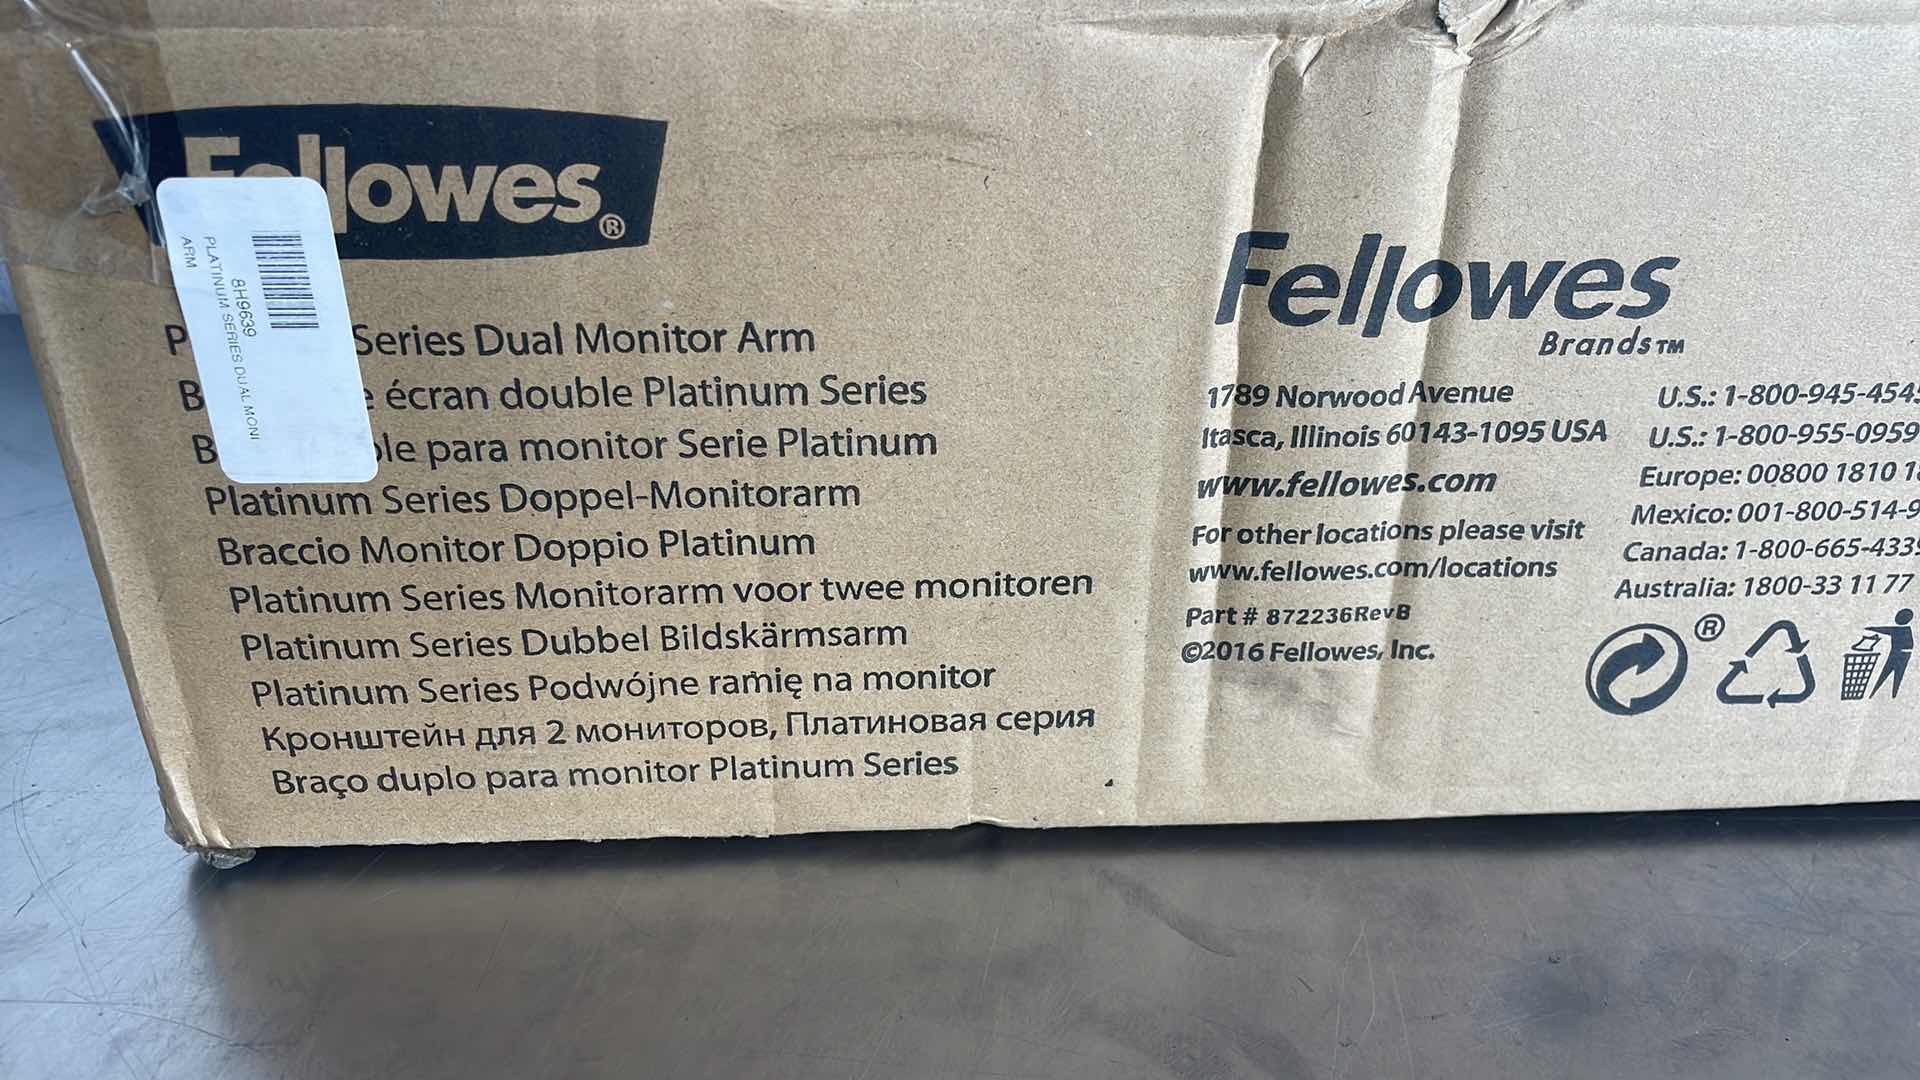 Fellowes®
8H9639
PLATINUM SERIES DUAL MONI
ARM
Series Dual Monitor Arm
écran double Platinum Series
para monitor Serie Platinum
Platinum Series Doppel-Monitorarm
Braccio Monitor Doppio Platinum
Platinum Series Monitorarm voor twee monitoren
Platinum Series Dubbel Bildskärmsarm
Platinum Series Podwójne ramię na monitor
Кронштейн для 2 мониторов, Платиновая серия
Braço duplo para monitor Platinum Series
Fellowes
Brands™
1789 Norwood Avenue
Itasca, Illinois 60143-1095 USA
www.fellowes.com
For other locations please visit
www.fellowes.com/locations
Part # 872236RevB
©2016 Fellowes, Inc.
U.S.: 1-800-945-454
U.S.: 1-800-955-0959
Europe: 00800 1810
Mexico: 001-800-514-9
Canada: 1-800-665-433
Australia: 1800-33 11 77
®